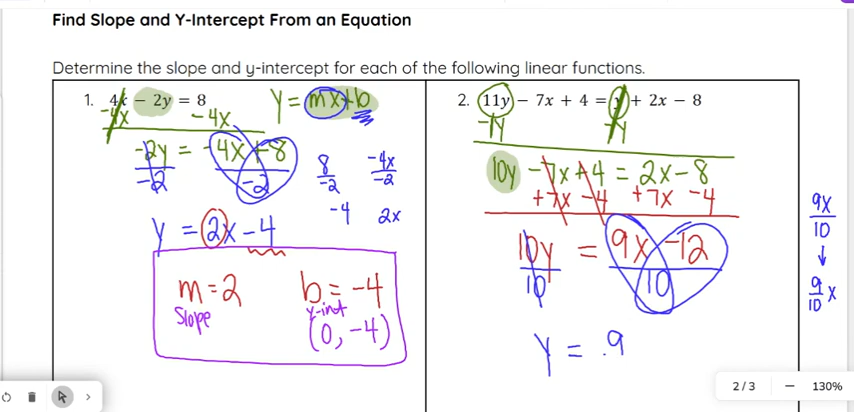 Find Slope and Y-Intercept From an Equation
Determine the slope and y-intercept for each of the following linear functions.
1. 4x − 2y = 8
y = mx + b
-4x -4x
-2y = -4x + 8
-2 -2
8/-2 -4x/-2
-4 2x
y = 2x - 4
m = 2 b = -4
Slope y-int
(0, -4)
2. 11y − 7x + 4 = y + 2x − 8
-1y -1y
10y - 7x + 4 = 2x - 8
+7x - 4 +7x - 4
10y = 9x - 12
10 10
y = .9
9x/10
↓
9/10 x
2/3 − 130%